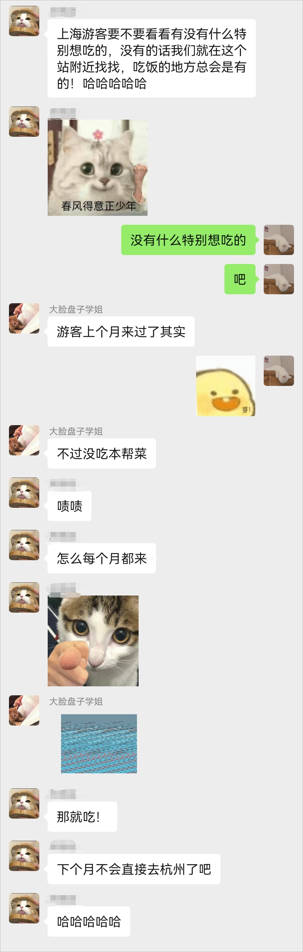 上海游客要不要看看有没有什么特
别想吃的，没有的话我们就在这个
站附近找找，吃饭的地方总会是有
的！哈哈哈哈哈
春风得意正少年
没有什么特别想吃的
吧
大脸盘子学姐
游客上个月来过了其实
大脸盘子学姐
不过没吃本帮菜
啧啧
怎么每个月都来
大脸盘子学姐
那就吃！
下个月不会直接去杭州了吧
哈哈哈哈哈